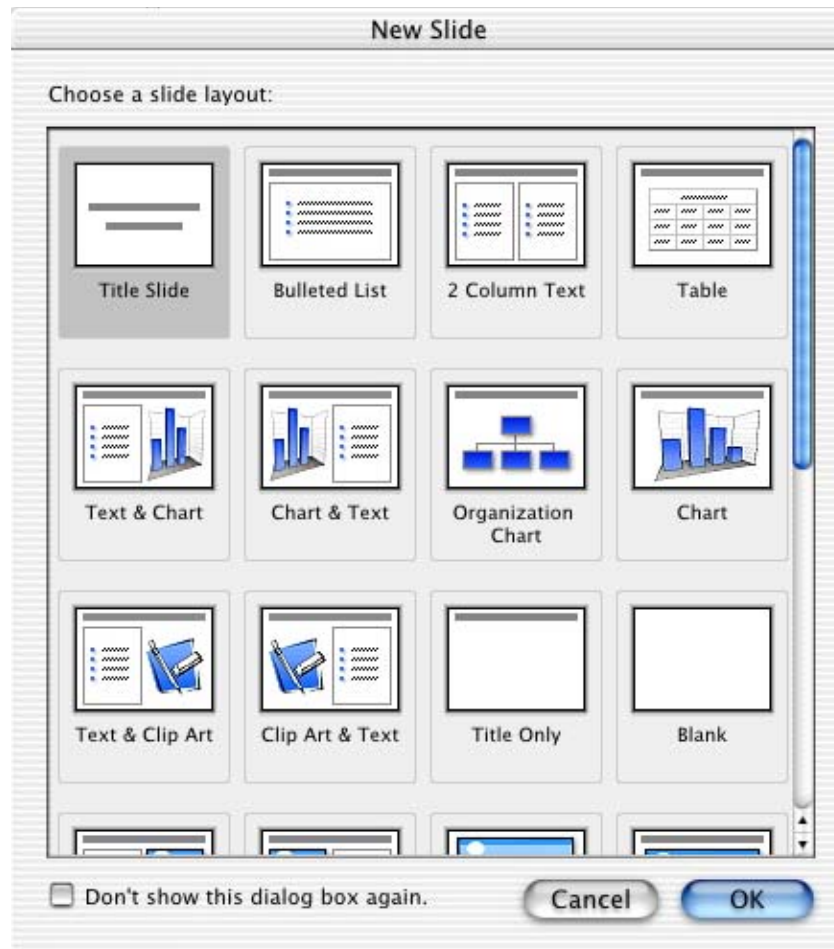 New Slide
Choose a slide layout:
Title Slide
Bulleted List
2 Column Text
Table
Text & Chart
Chart & Text
Organization
Chart
Chart
Text & Clip Art
Clip Art & Text
Title Only
Blank
Don't show this dialog box again.
Cancel
OK